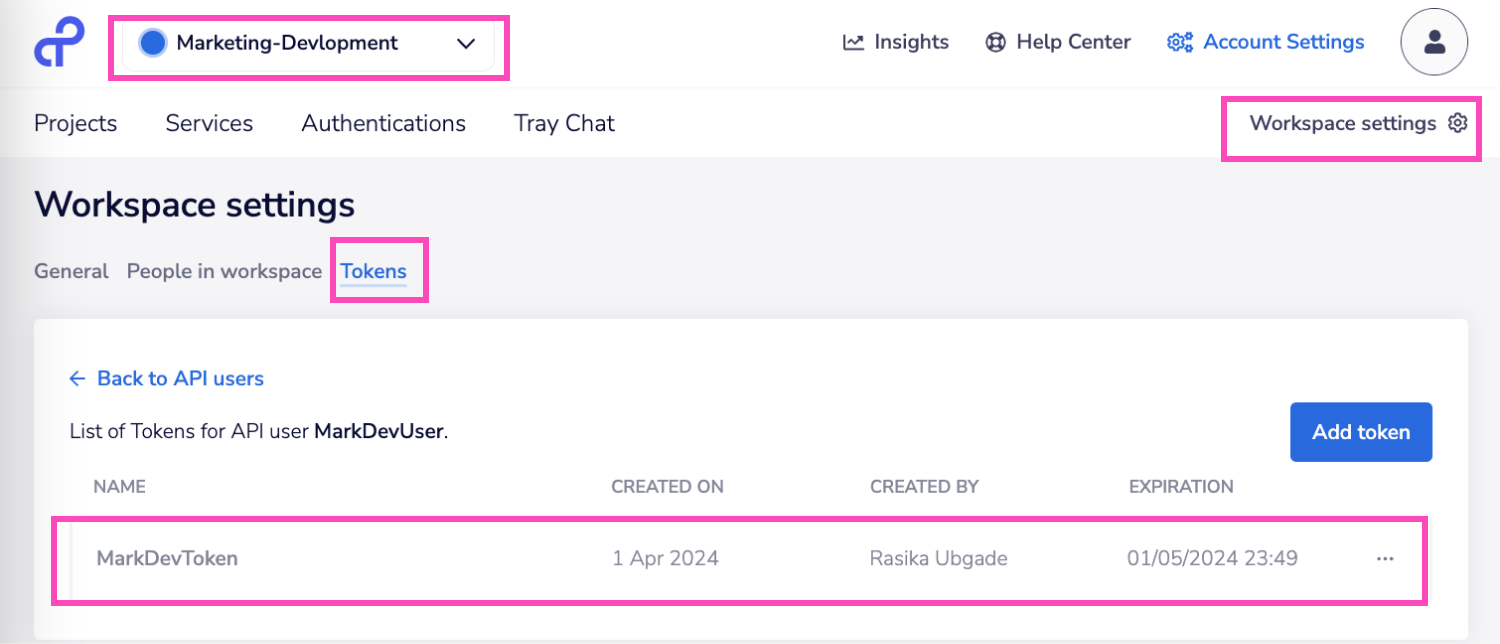 Marketing-Devlopment
Insights
Help Center
Account Settings
Projects
Services
Authentications
Tray Chat
Workspace settings
Workspace settings
General
People in workspace
Tokens
Back to API users
List of Tokens for API user MarkDevUser.
Add token
NAME
CREATED ON
CREATED BY
EXPIRATION
MarkDevToken
1 Apr 2024
Rasika Ubgade
01/05/2024 23:49